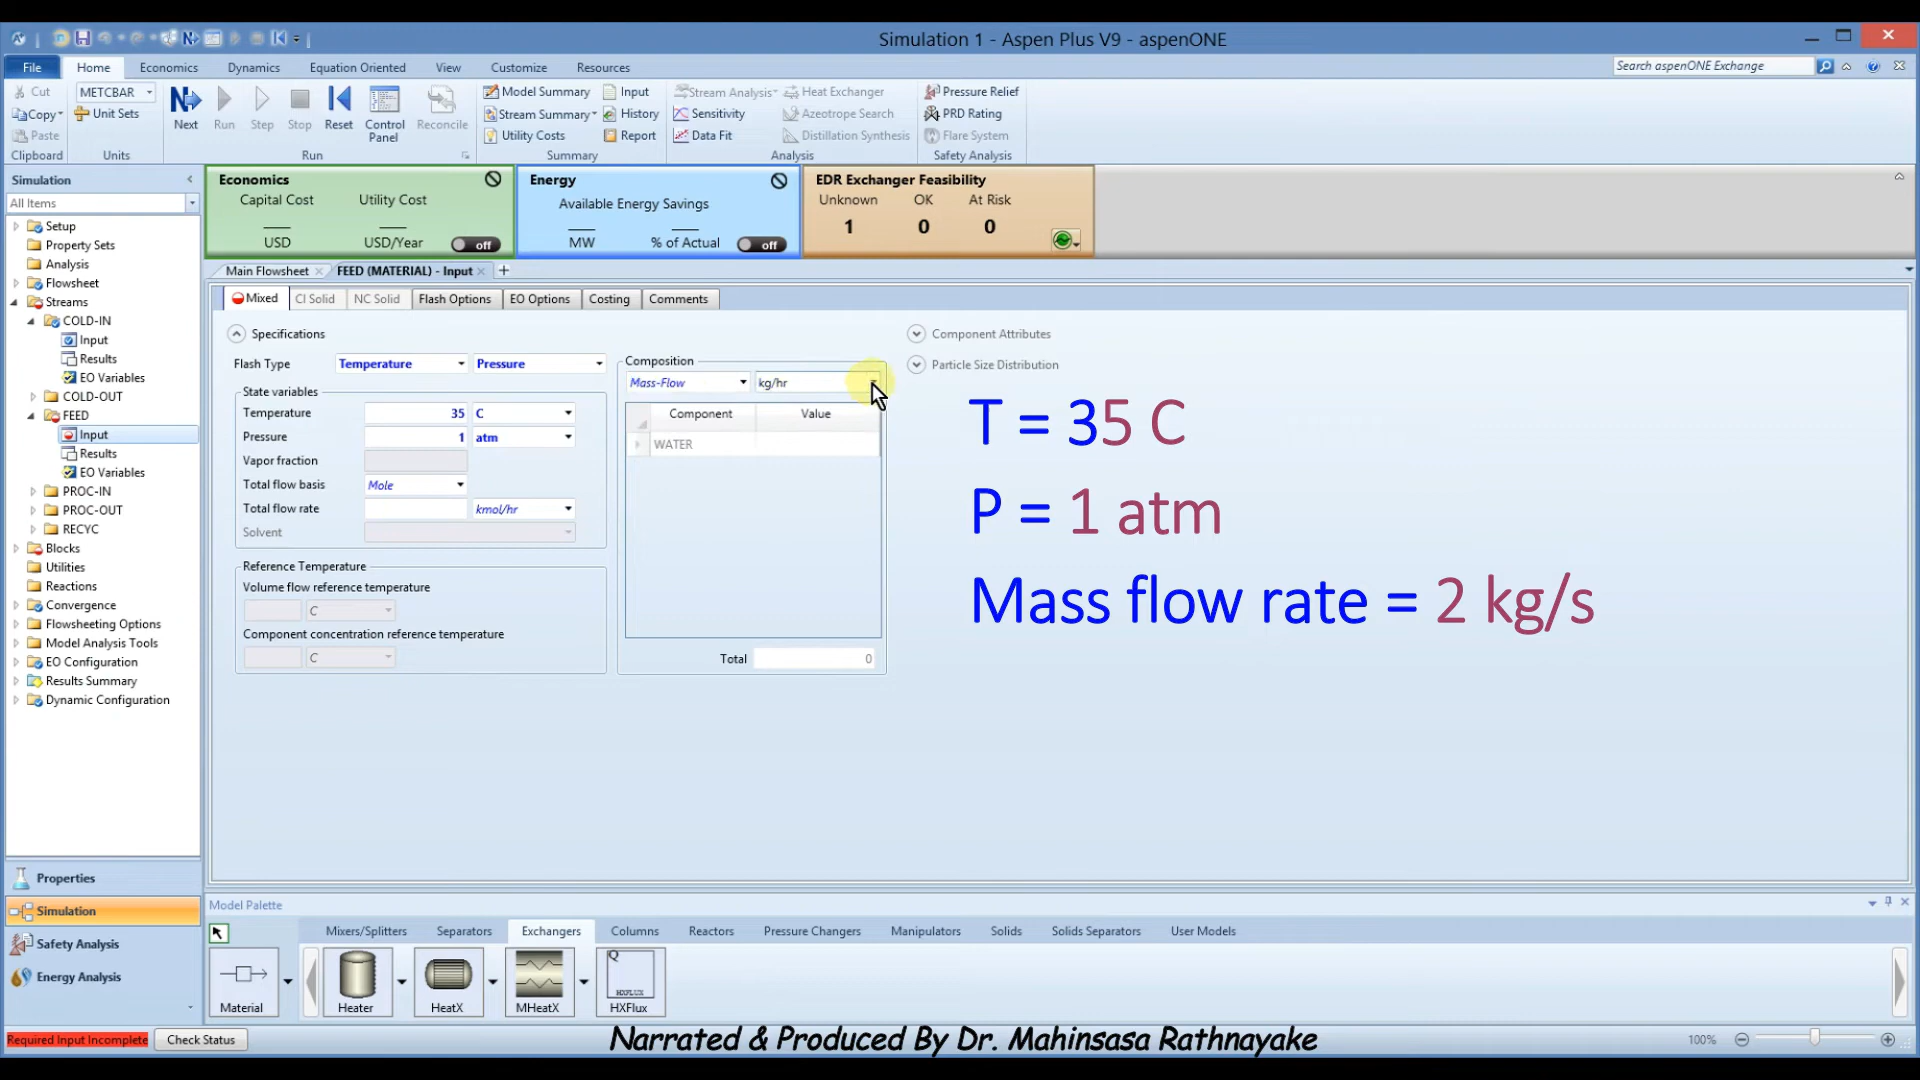 Simulation 1 - Aspen Plus V9 - aspenONE
File Home Economics Dynamics Equation Oriented View Customize Resources Search aspenONE Exchange
Cut METCBAR Model Summary Input Stream Analysis Heat Exchanger Pressure Relief
Copy Unit Sets Stream Summary History Sensitivity Azeotrope Search PRD Rating
Paste Next Run Step Stop Reset Control Panel Reconcile Utility Costs Report Data Fit Distillation Synthesis Flare System
Clipboard Units Run Summary Analysis Safety Analysis
Simulation
All Items
Setup
Property Sets
Analysis
Flowsheet
Streams
COLD-IN
Input
Results
EO Variables
COLD-OUT
FEED
Input
Results
EO Variables
PROC-IN
PROC-OUT
RECYC
Blocks
Utilities
Reactions
Convergence
Flowsheeting Options
Model Analysis Tools
EO Configuration
Results Summary
Dynamic Configuration
Properties
Simulation
Safety Analysis
Energy Analysis
Economics
Capital Cost Utility Cost
USD USD/Year off
Energy
Available Energy Savings
MW % of Actual off
EDR Exchanger Feasibility
Unknown OK At Risk
1 0 0
Main Flowsheet FEED (MATERIAL) - Input
Mixed CI Solid NC Solid Flash Options EO Options Costing Comments
Specifications
Flash Type Temperature Pressure
State variables
Temperature 35 C
Pressure 1 atm
Vapor fraction
Total flow basis Mole
Total flow rate kmol/hr
Solvent
Reference Temperature
Volume flow reference temperature
C
Component concentration reference temperature
C
Composition
Mass-Flow kg/hr
Component Value
WATER
Total 0
Component Attributes
Particle Size Distribution
T = 35 C
P = 1 atm
Mass flow rate = 2 kg/s
Model Palette
Mixers/Splitters Separators Exchangers Columns Reactors Pressure Changers Manipulators Solids Solids Separators User Models
Q
HXFLUX
Material Heater HeatX MHeatX HXFlux
Required Input Incomplete Check Status
Narrated & Produced By Dr. Mahinsasa Rathnayake
100%